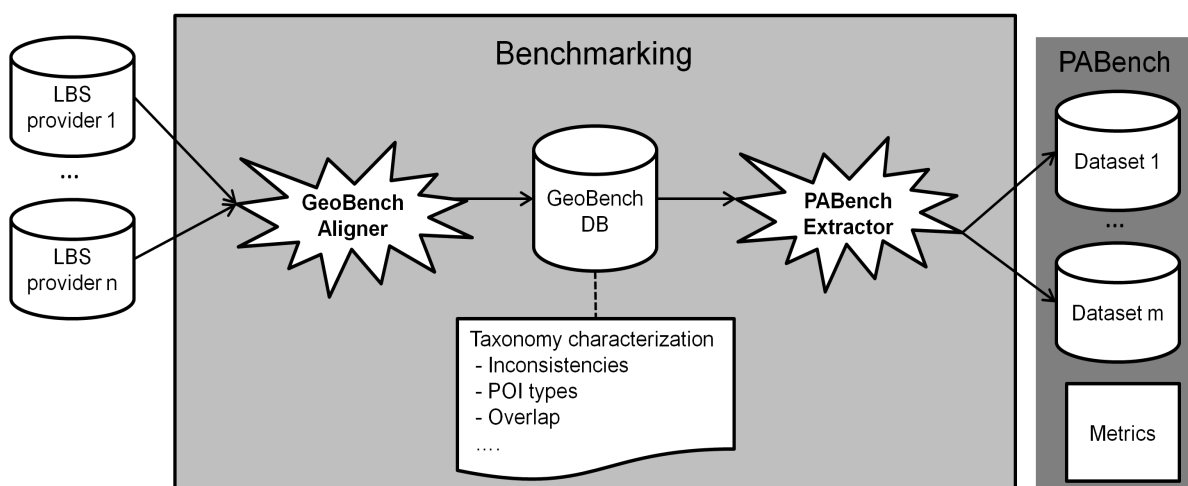 Benchmarking
PABench
LBS
provider 1
...
LBS
provider n
GeoBench
Aligner
GeoBench
DB
PABench
Extractor
Dataset 1
...
Dataset m
Taxonomy characterization
- Inconsistencies
- POI types
- Overlap
....
Metrics